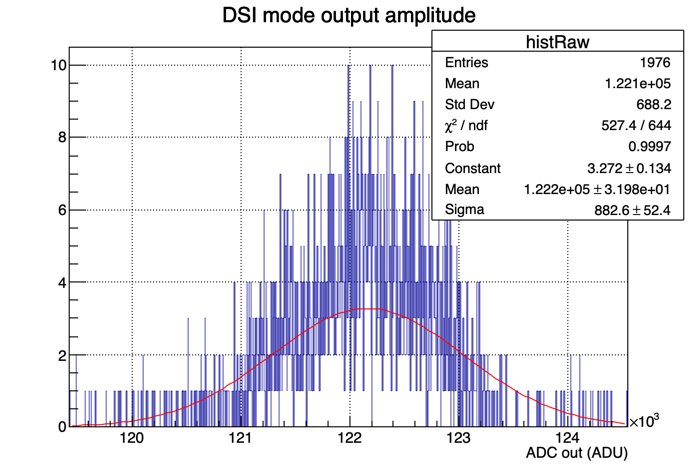 DSI mode output amplitude
histRaw
Entries 1976
Mean 1.221e+05
Std Dev 688.2
χ² / ndf 527.4 / 644
Prob 0.9997
Constant 3.272 ± 0.134
Mean 1.222e+05 ± 3.198e+01
Sigma 882.6 ± 52.4
10
8
6
4
2
0
120 121 122 123 124
×10³
ADC out (ADU)